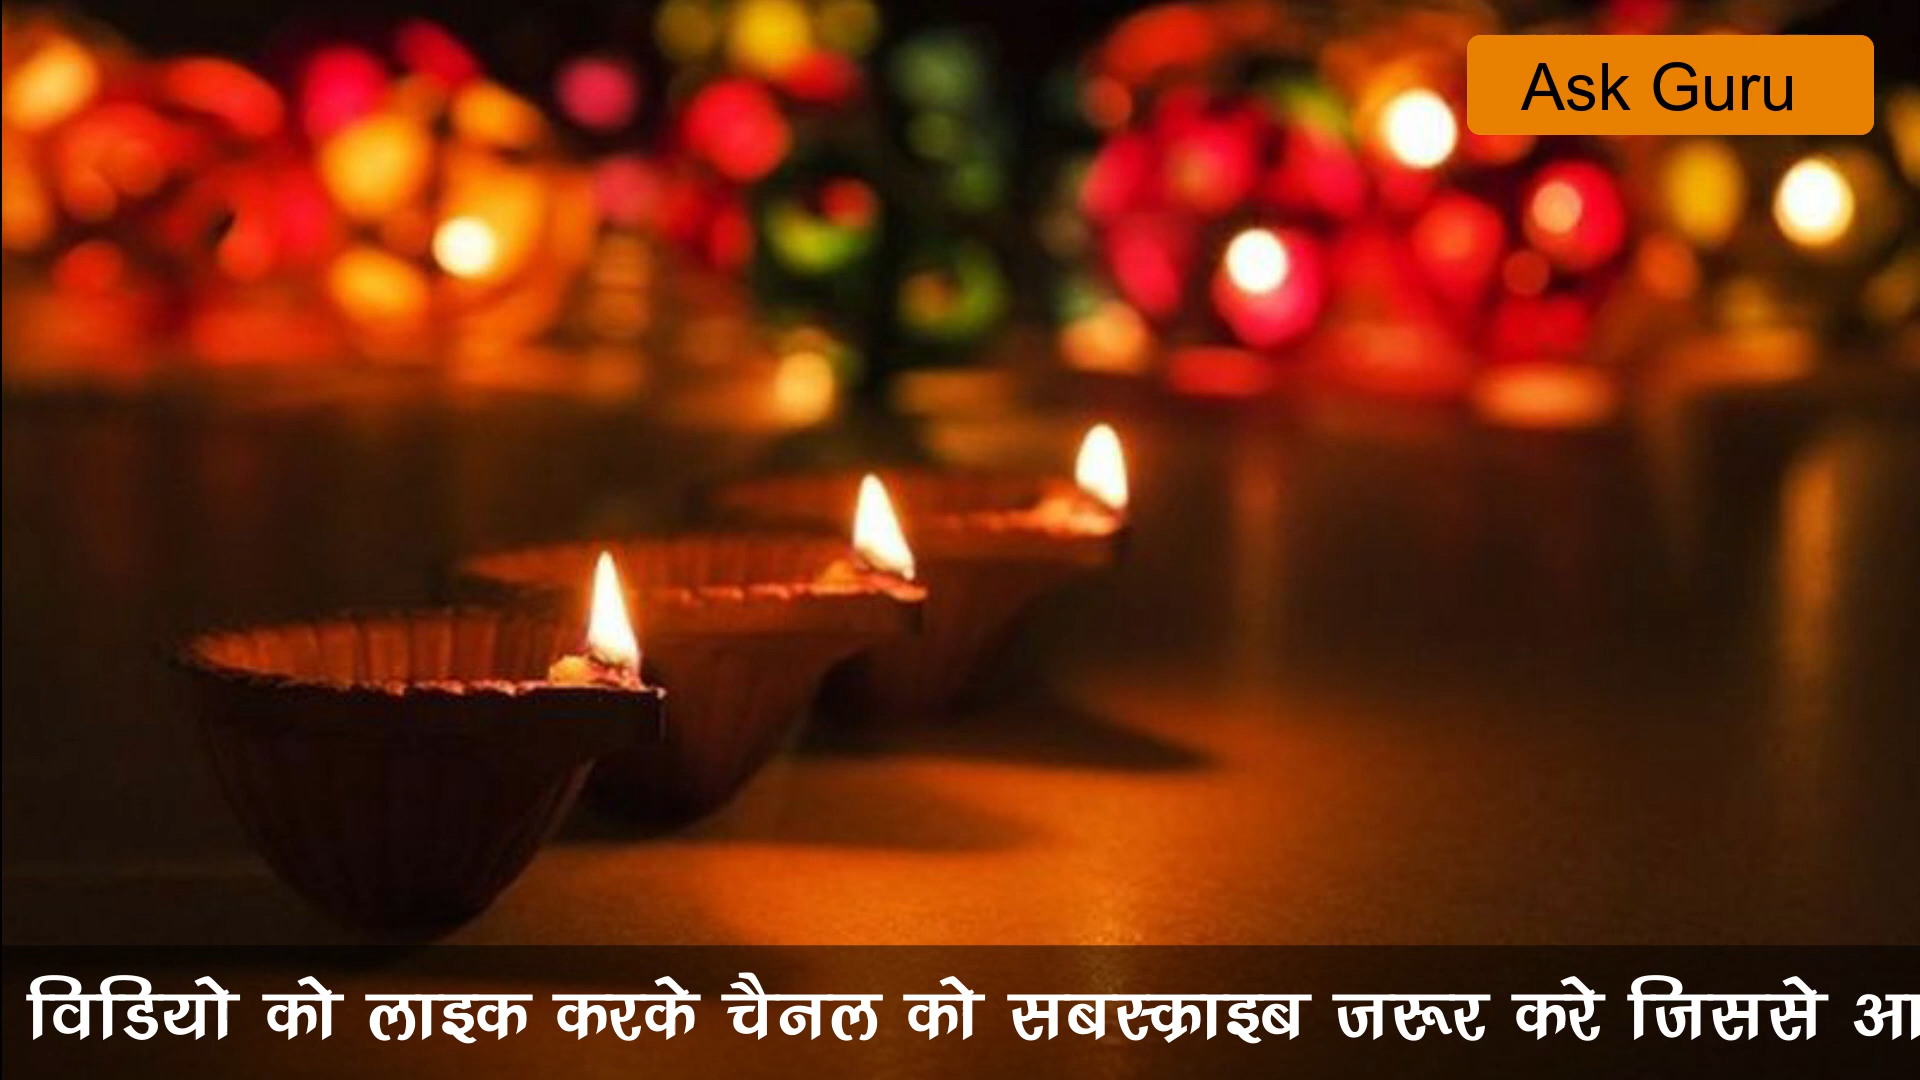 Ask Guru
विडियो को लाइक करके चैनल को सबस्क्राइब जरूर करे जिससे